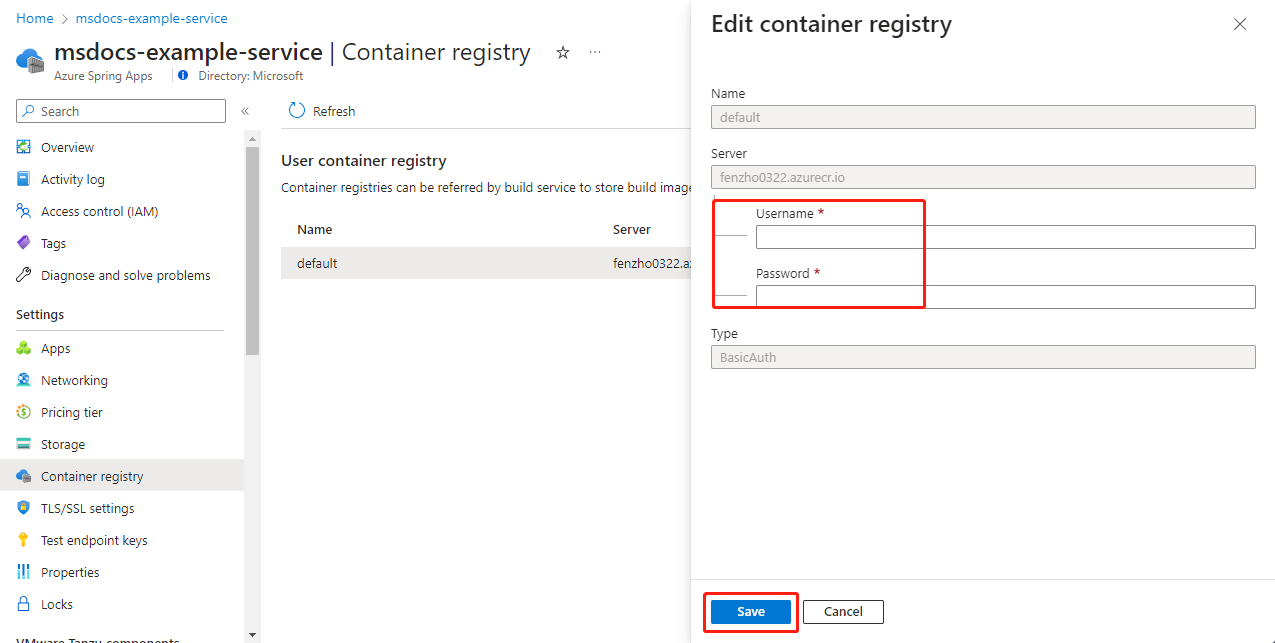 Home > msdocs-example-service
msdocs-example-service | Container registry
Azure Spring Apps
Directory: Microsoft
Search
«
Overview
Activity log
Access control (IAM)
Tags
Diagnose and solve problems
Settings
Apps
Networking
Pricing tier
Storage
Container registry
TLS/SSL settings
Test endpoint keys
Properties
Locks
VMware Tanzu components
Refresh
User container registry
Container registries can be referred by build service to store build image
Name Server
default fenzho0322.az
Edit container registry
Name
default
Server
fenzho0322.azurecr.io
Username *
Password *
Type
BasicAuth
Save Cancel